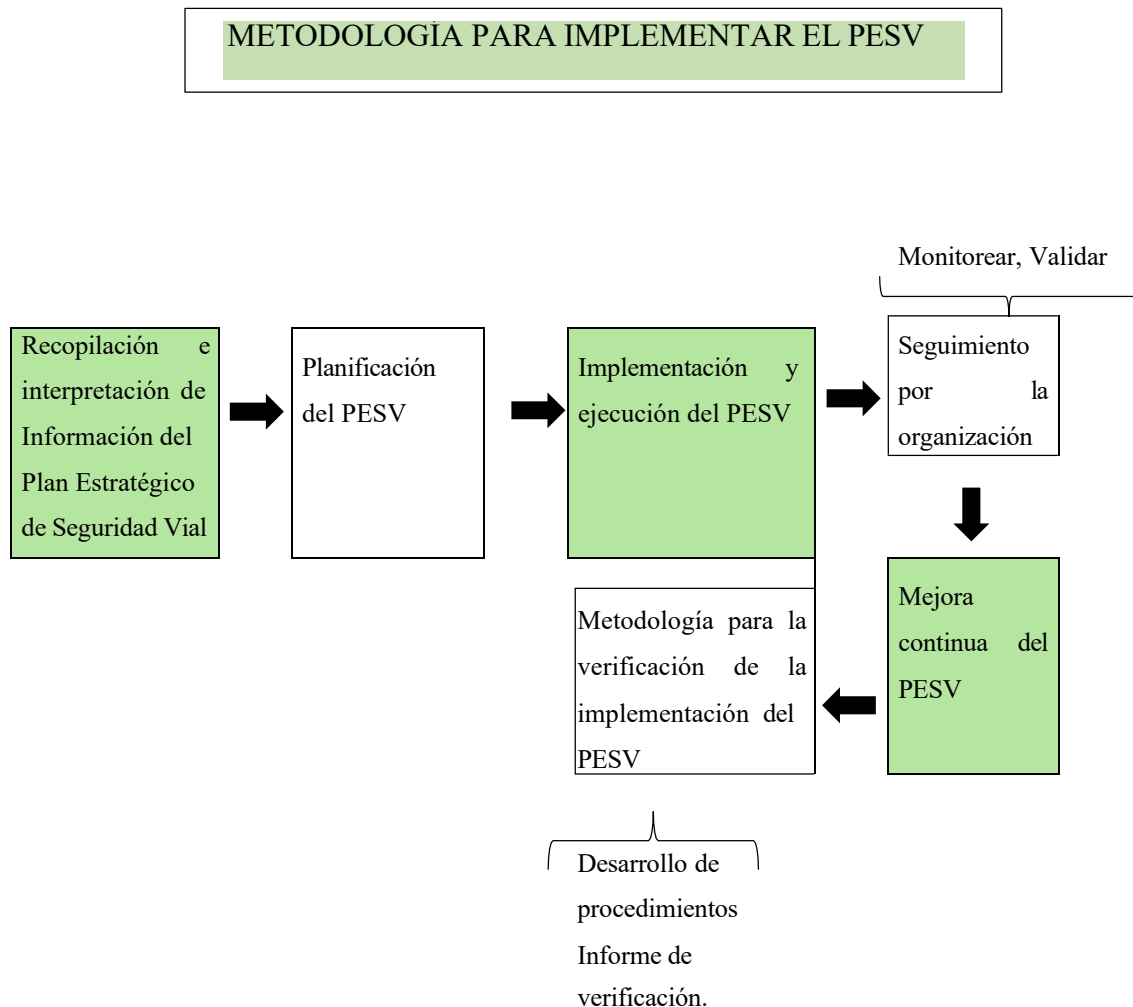 METODOLOGÍA PARA IMPLEMENTAR EL PESV
Recopilación e
interpretación de
Información del
Plan Estratégico
de Seguridad Vial
Planificación
del PESV
Implementación y
ejecución del PESV
Monitorear, Validar
Seguimiento
por la
organización
Mejora
continua del
PESV
Metodología para la
verificación de la
implementación del
PESV
Desarrollo de
procedimientos
Informe de
verificación.